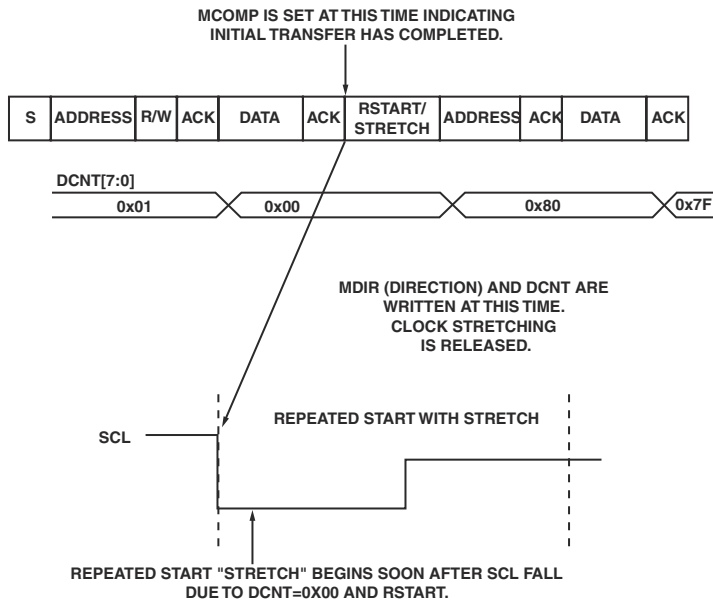 MCOMP IS SET AT THIS TIME INDICATING
INITIAL TRANSFER HAS COMPLETED.
S ADDRESS R/W ACK DATA ACK RSTART/ STRETCH ADDRESS ACK DATA ACK
DCNT[7:0]
0x01 0x00 0x80 0x7F
MDIR (DIRECTION) AND DCNT ARE
WRITTEN AT THIS TIME.
CLOCK STRETCHING
IS RELEASED.
REPEATED START WITH STRETCH
SCL
REPEATED START "STRETCH" BEGINS SOON AFTER SCL FALL
DUE TO DCNT=0X00 AND RSTART.